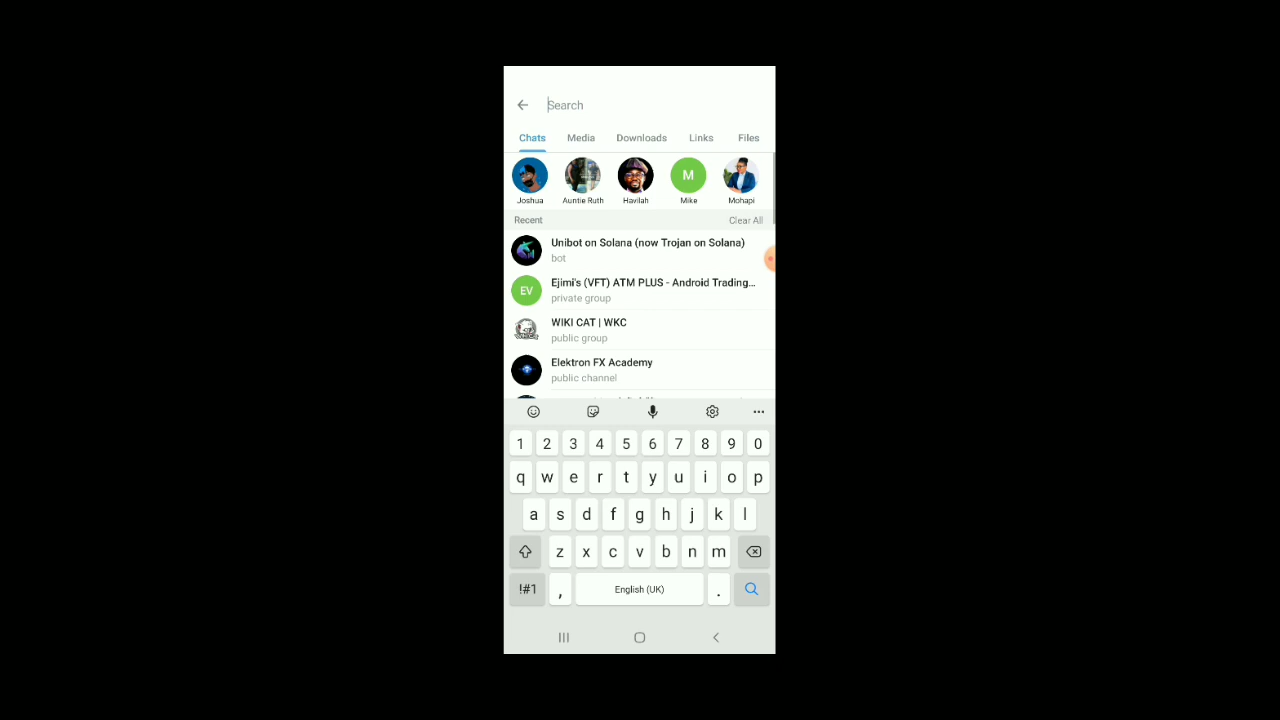 Search
Chats Media Downloads Links Files
M
Joshua Auntie Ruth Havilah Mike Mohapi
Recent Clear All
Unibot on Solana (now Trojan on Solana)
bot
EV
Ejimi's (VFT) ATM PLUS - Android Trading...
private group
WIKI CAT | WKC
public group
Elektron FX Academy
public channel
1 2 3 4 5 6 7 8 9 0
q w e r t y u i o p
a s d f g h j k l
z x c v b n m
!#1 , English (UK) .